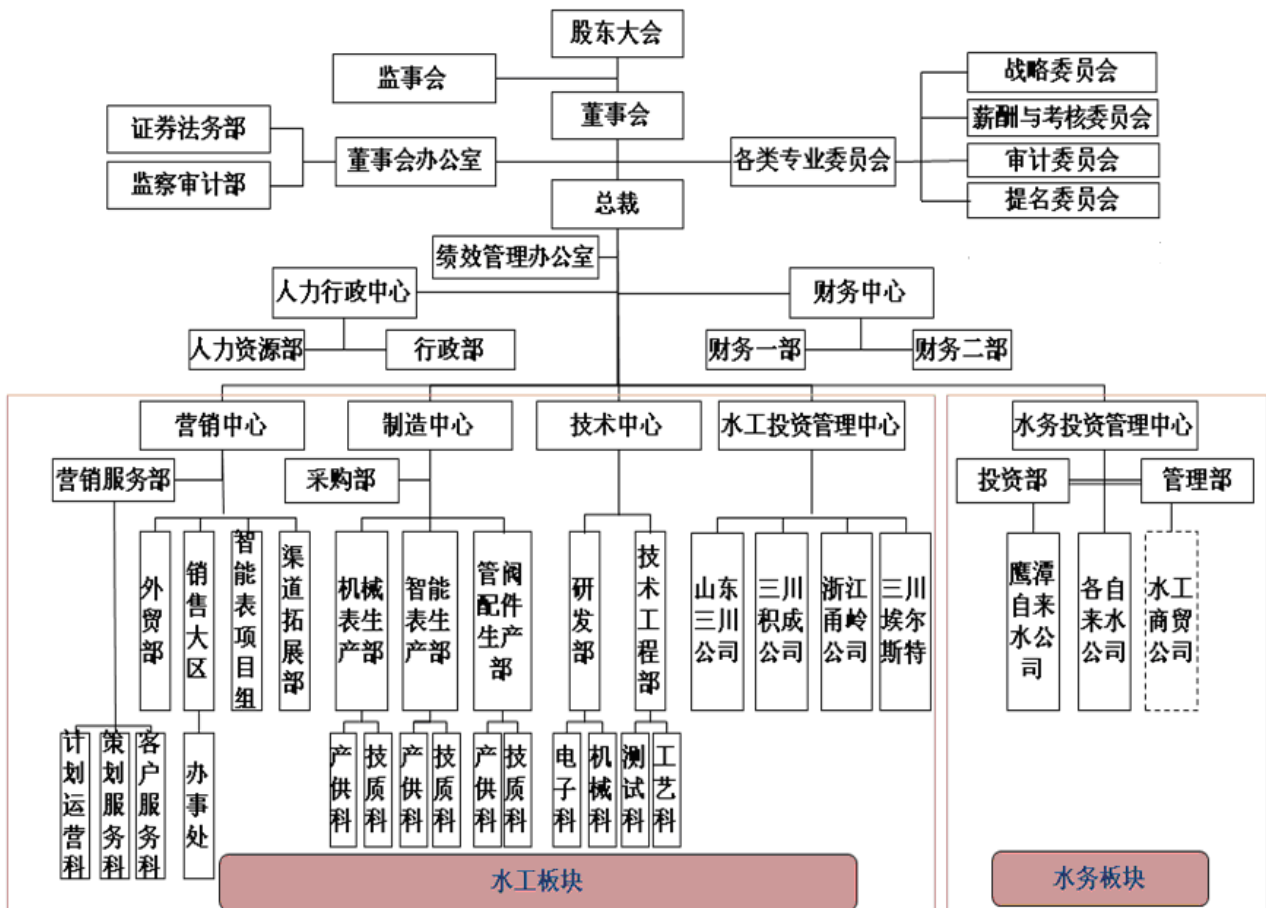 股东大会
监事会
战略委员会
董事会
薪酬与考核委员会
证券法务部
董事会办公室
各类专业委员会
审计委员会
监察审计部
提名委员会
总裁
绩效管理办公室
人力行政中心
财务中心
人力资源部
行政部
财务一部
财务二部
营销中心
制造中心
技术中心
水工投资管理中心
水务投资管理中心
营销服务部
采购部
投资部
管理部
外贸部
销售大区
智能表项目组
渠道拓展部
机械表生产部
智能表生产部
管阀配件生产部
研发部
技术工程部
山东三川公司
三川积成公司
浙江甬岭公司
三川埃尔斯特
鹰潭自来水公司
各自来水公司
水工商贸公司
计划运营科
策划服务科
客户服务科
办事处
产供科
技质科
产供科
技质科
产供科
技质科
电子科
机械科
测试科
工艺科
水工板块
水务板块